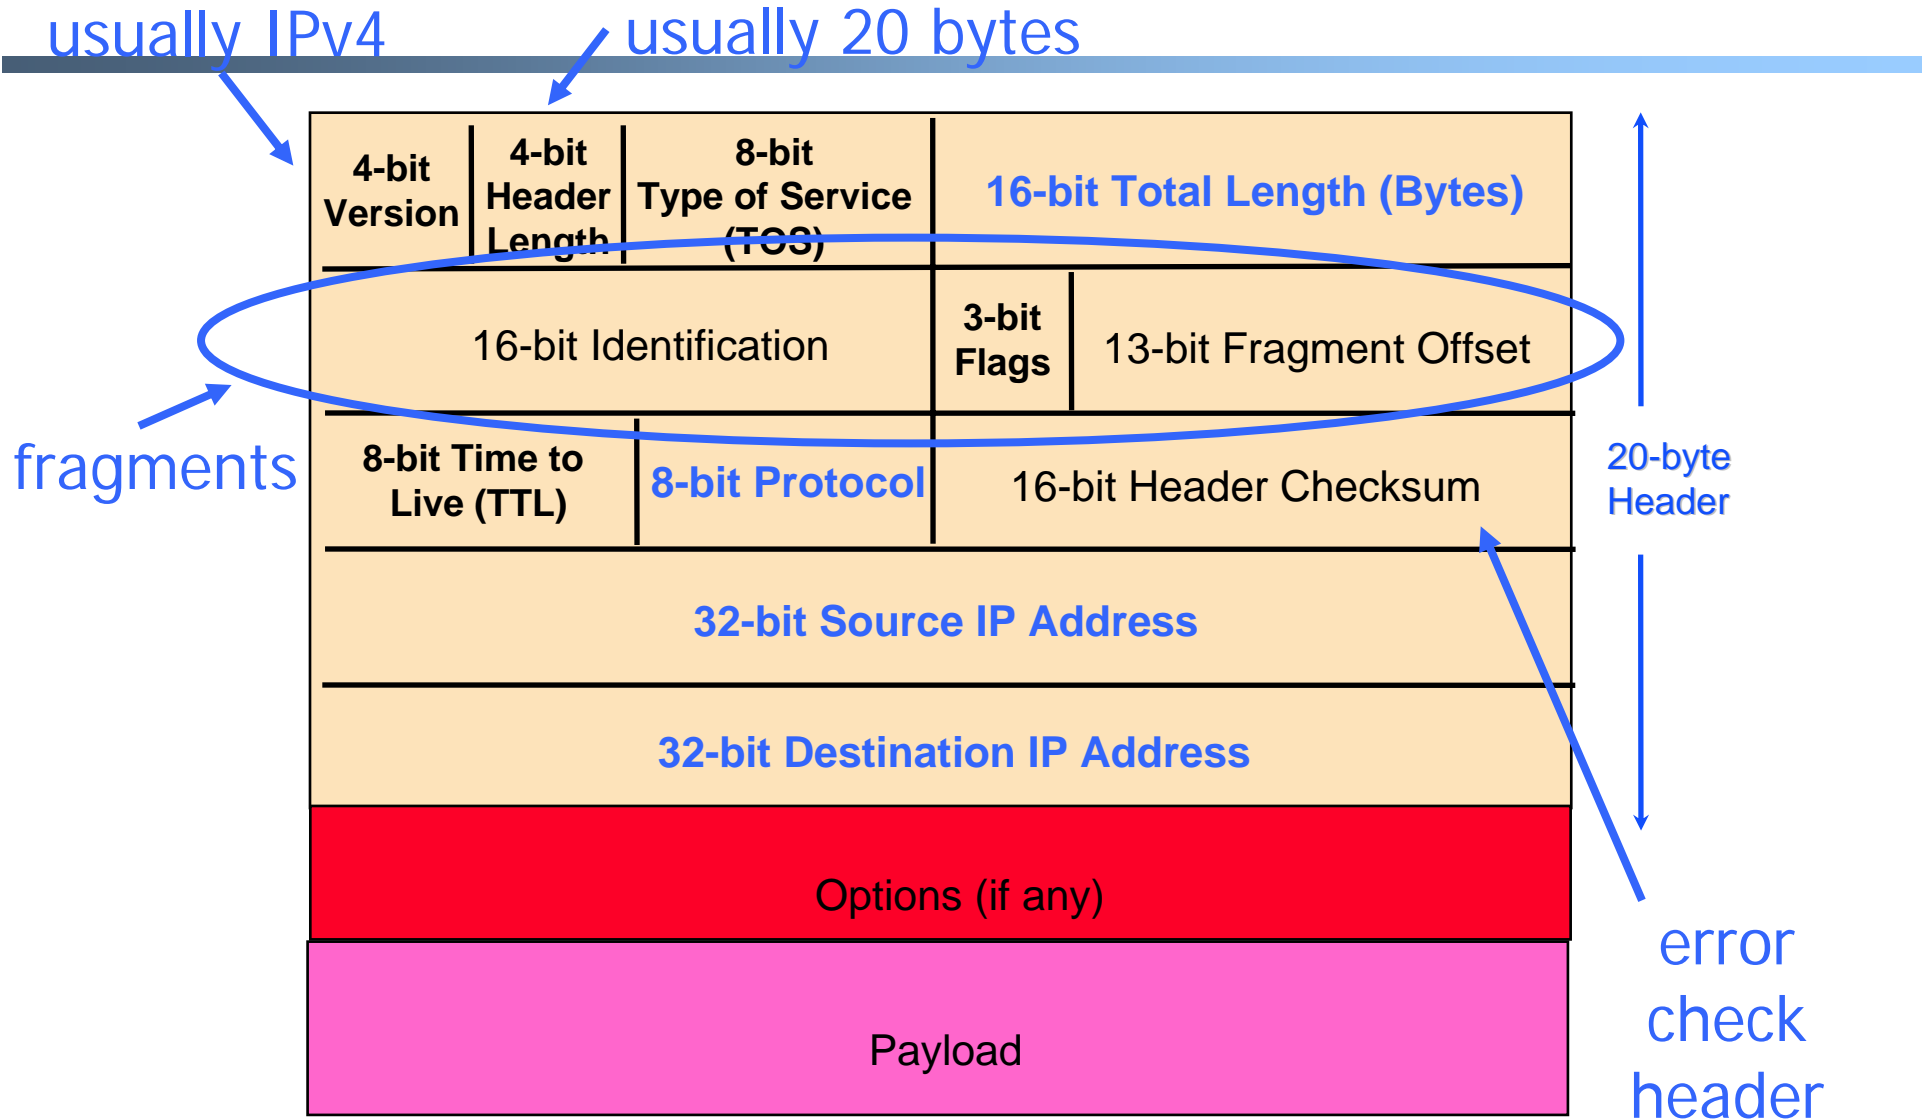 usually IPv4
usually 20 bytes
4-bit
Version
4-bit
Header
Length
8-bit
Type of Service
(TOS)
16-bit Total Length (Bytes)
16-bit Identification
3-bit
Flags
13-bit Fragment Offset
fragments
8-bit Time to
Live (TTL)
8-bit Protocol
16-bit Header Checksum
20-byte
Header
32-bit Source IP Address
32-bit Destination IP Address
Options (if any)
error
check
header
Payload